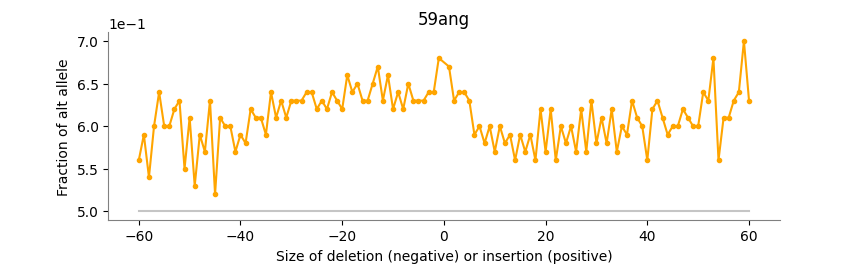 59ang
1e−1
7.0
6.5
6.0
5.5
5.0
Fraction of alt allele
−60 −40 −20 0 20 40 60
Size of deletion (negative) or insertion (positive)